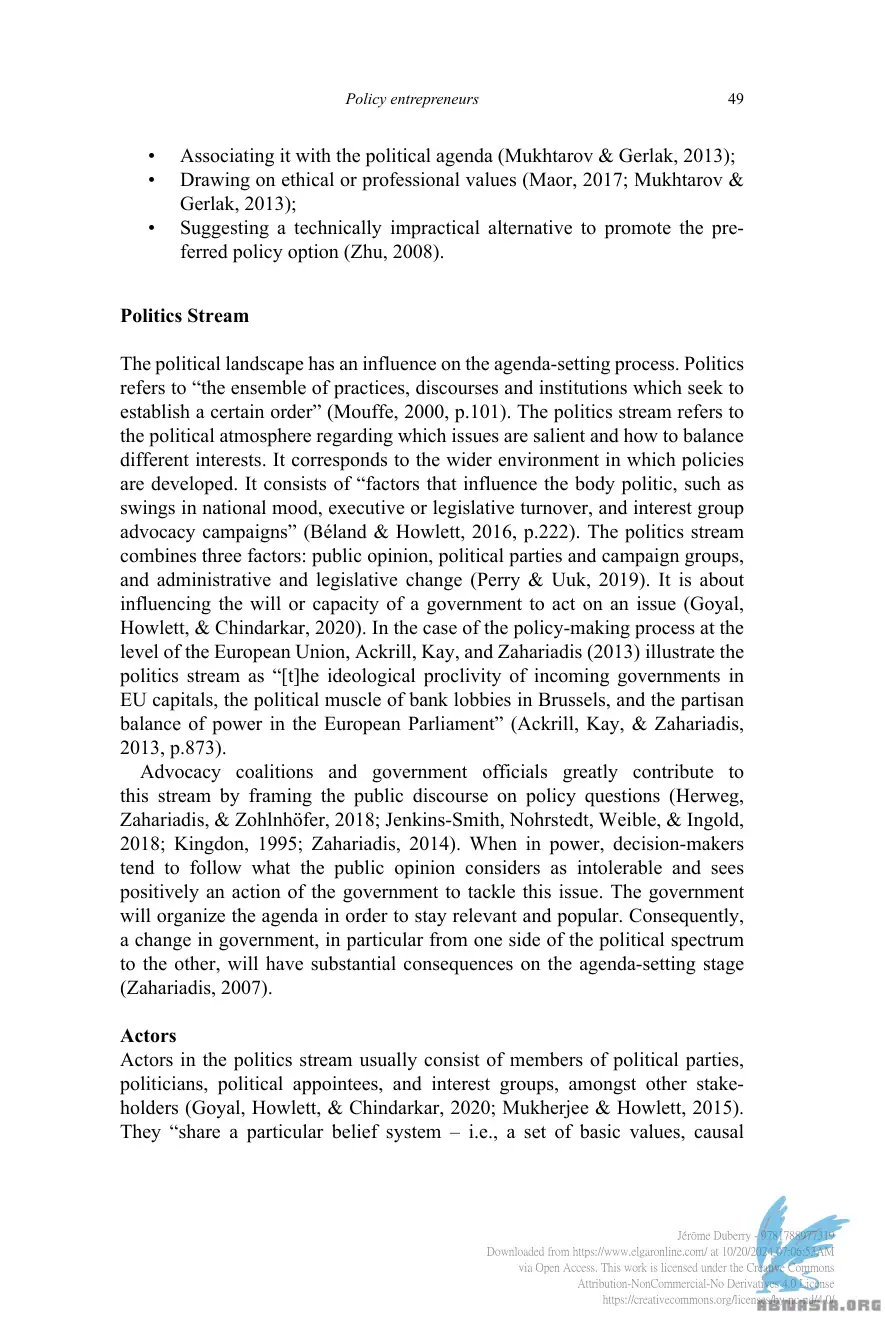 Policy entrepreneurs 49
• Associating it with the political agenda (Mukhtarov & Gerlak, 2013);
• Drawing on ethical or professional values (Maor, 2017; Mukhtarov &
Gerlak, 2013);
• Suggesting a technically impractical alternative to promote the pre-
ferred policy option (Zhu, 2008).
Politics Stream
The political landscape has an influence on the agenda-setting process. Politics
refers to “the ensemble of practices, discourses and institutions which seek to
establish a certain order” (Mouffe, 2000, p.101). The politics stream refers to
the political atmosphere regarding which issues are salient and how to balance
different interests. It corresponds to the wider environment in which policies
are developed. It consists of “factors that influence the body politic, such as
swings in national mood, executive or legislative turnover, and interest group
advocacy campaigns” (Béland & Howlett, 2016, p.222). The politics stream
combines three factors: public opinion, political parties and campaign groups,
and administrative and legislative change (Perry & Uuk, 2019). It is about
influencing the will or capacity of a government to act on an issue (Goyal,
Howlett, & Chindarkar, 2020). In the case of the policy-making process at the
level of the European Union, Ackrill, Kay, and Zahariadis (2013) illustrate the
politics stream as “[t]he ideological proclivity of incoming governments in
EU capitals, the political muscle of bank lobbies in Brussels, and the partisan
balance of power in the European Parliament” (Ackrill, Kay, & Zahariadis,
2013, p.873).
Advocacy coalitions and government officials greatly contribute to
this stream by framing the public discourse on policy questions (Herweg,
Zahariadis, & Zohlnhöfer, 2018; Jenkins-Smith, Nohrstedt, Weible, & Ingold,
2018; Kingdon, 1995; Zahariadis, 2014). When in power, decision-makers
tend to follow what the public opinion considers as intolerable and sees
positively an action of the government to tackle this issue. The government
will organize the agenda in order to stay relevant and popular. Consequently,
a change in government, in particular from one side of the political spectrum
to the other, will have substantial consequences on the agenda-setting stage
(Zahariadis, 2007).
Actors
Actors in the politics stream usually consist of members of political parties,
politicians, political appointees, and interest groups, amongst other stake-
holders (Goyal, Howlett, & Chindarkar, 2020; Mukherjee & Howlett, 2015).
They “share a particular belief system – i.e., a set of basic values, causal
Jérôme Duberry - 9781788977319
Downloaded from https://www.elgaronline.com/ at 10/20/2024 07:06:52AM
via Open Access. This work is licensed under the Creative Commons
Attribution-NonCommercial-No Derivatives 4.0 License
https://creativecommons.org/licenses/by-nc-nd/4.0/
ABNASIA.ORG